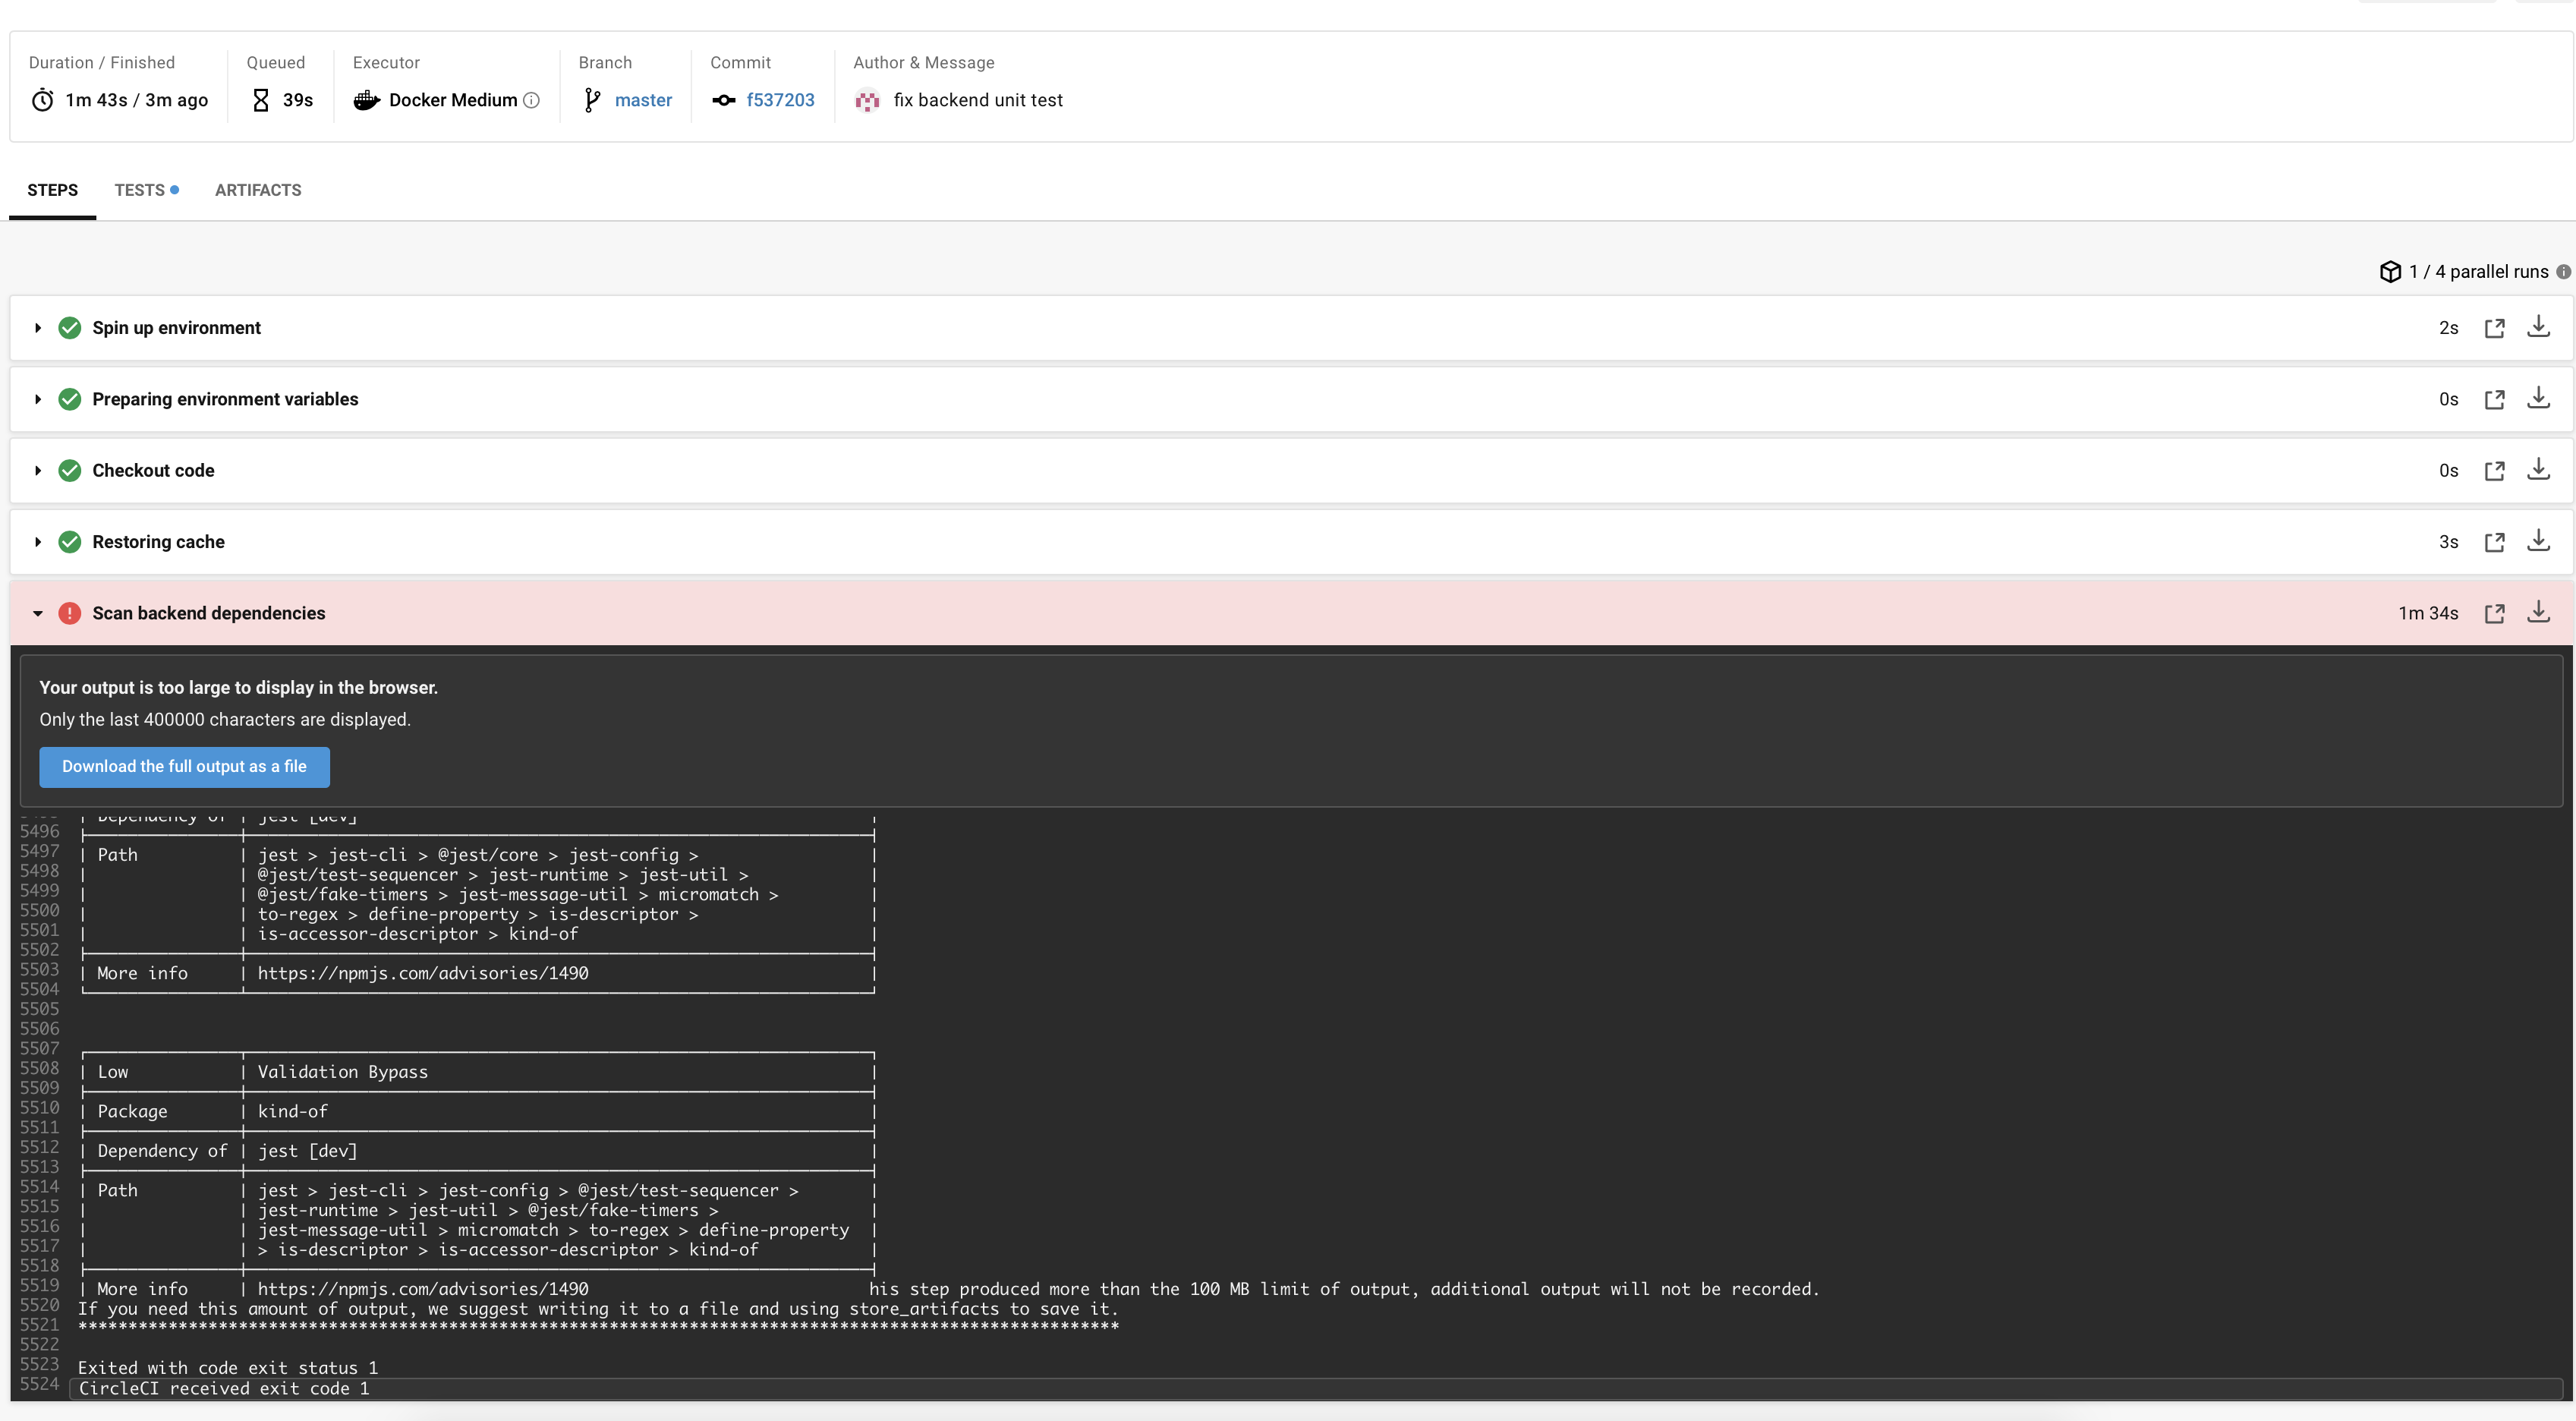 Duration / Finished
1m 43s / 3m ago
Queued
39s
Executor
Docker Medium
Branch
master
Commit
f537203
Author & Message
fix backend unit test
STEPS TESTS ARTIFACTS
1 / 4 parallel runs
Spin up environment 2s
Preparing environment variables 0s
Checkout code 0s
Restoring cache 3s
Scan backend dependencies 1m 34s
Your output is too large to display in the browser.
Only the last 400000 characters are displayed.
Download the full output as a file
| Dependency of | jest [dev] |
5496
5497 | Path | jest > jest-cli > @jest/core > jest-config > |
5498 | | @jest/test-sequencer > jest-runtime > jest-util > |
5499 | | @jest/fake-timers > jest-message-util > micromatch > |
5500 | | to-regex > define-property > is-descriptor > |
5501 | | is-accessor-descriptor > kind-of |
5502
5503 | More info | https://npmjs.com/advisories/1490 |
5504
5505
5506
5507
5508 | Low | Validation Bypass |
5509
5510 | Package | kind-of |
5511
5512 | Dependency of | jest [dev] |
5513
5514 | Path | jest > jest-cli > jest-config > @jest/test-sequencer > |
5515 | | jest-runtime > jest-util > @jest/fake-timers > |
5516 | | jest-message-util > micromatch > to-regex > define-property |
5517 | | > is-descriptor > is-accessor-descriptor > kind-of |
5518
5519 | More info | https://npmjs.com/advisories/1490 his step produced more than the 100 MB limit of output, additional output will not be recorded.
5520 If you need this amount of output, we suggest writing it to a file and using store_artifacts to save it.
5521 ********************************************************************************************************
5522
5523 Exited with code exit status 1
5524 CircleCI received exit code 1